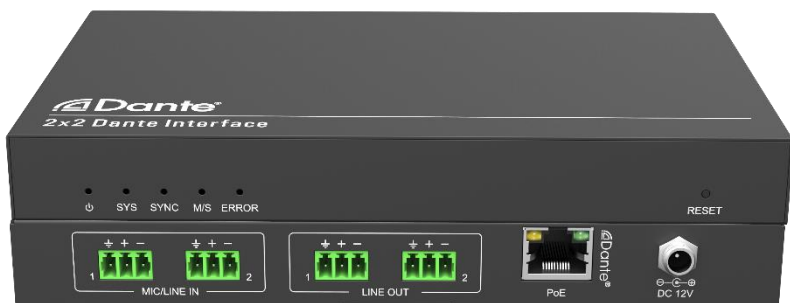 Dante®
2x2 Dante Interface
SYS SYNC M/S ERROR
RESET
+ − + −
1 2
MIC/LINE IN
+ − + −
1 2
LINE OUT
PoE
Dante®
DC 12V